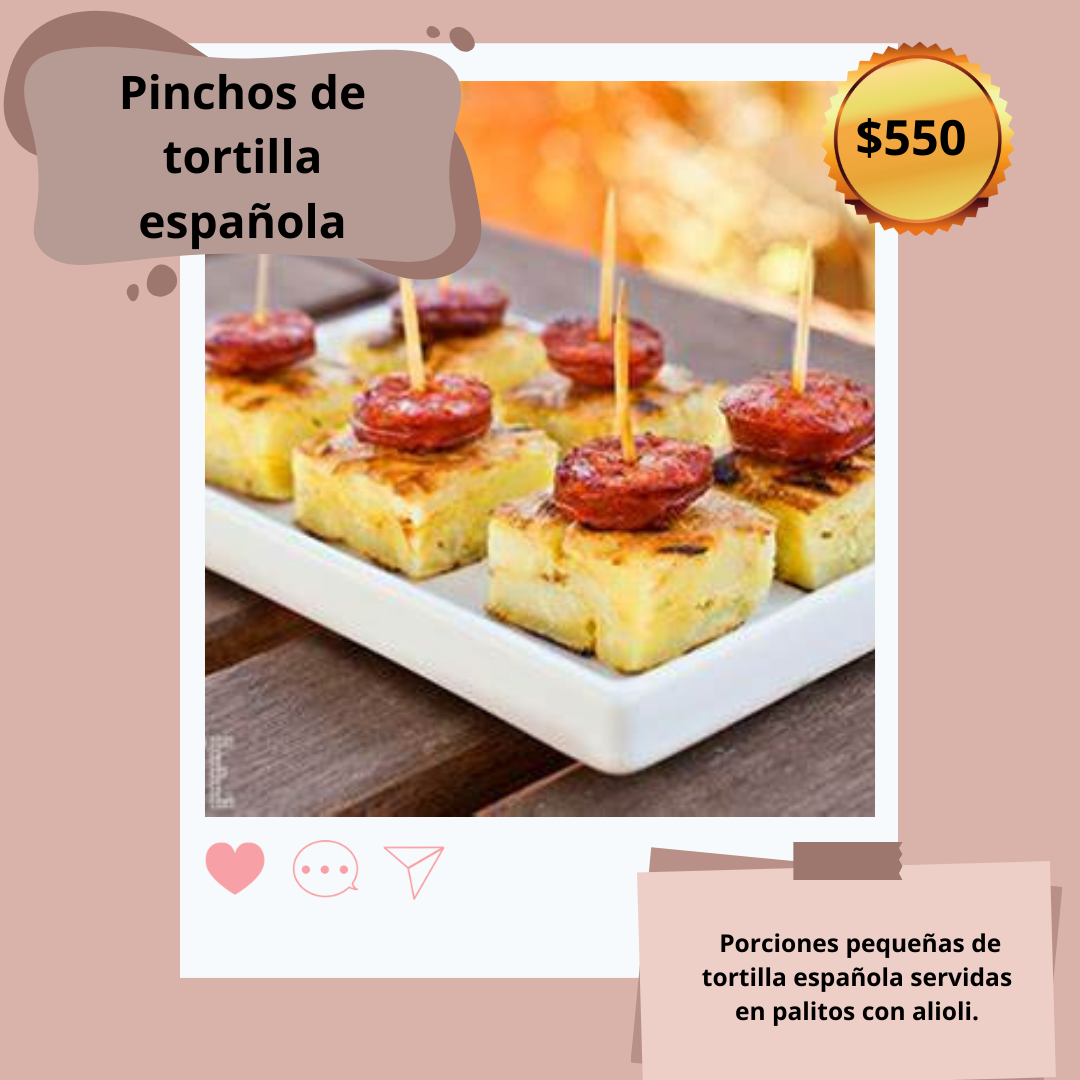 Pinchos de
tortilla
española
$550
Porciones pequeñas de
tortilla española servidas
en palitos con alioli.